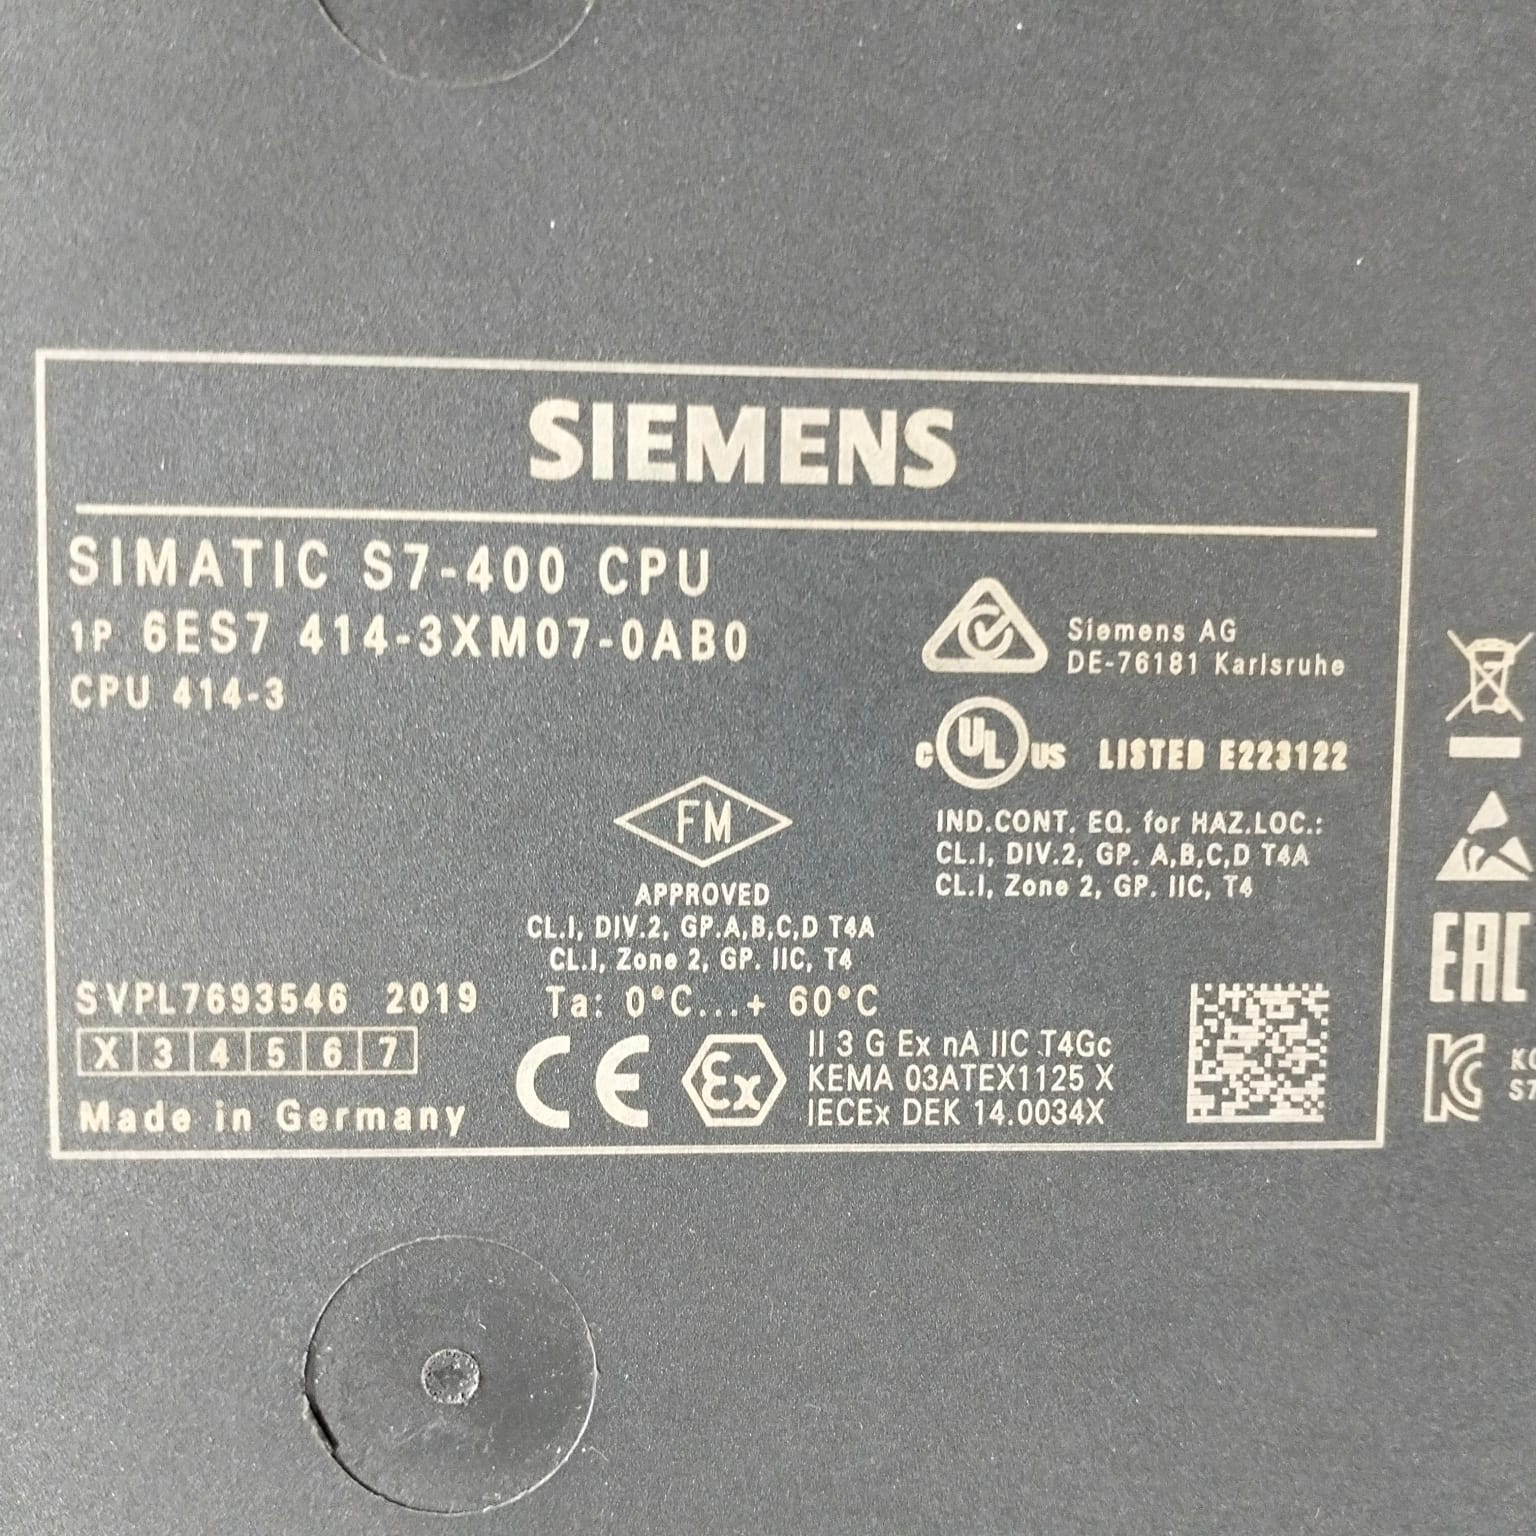 SIEMENS
SIMATIC S7-400 CPU
1P 6ES7 414-3XM07-0AB0
CPU 414-3
Siemens AG
DE-76181 Karlsruhe
C UL US LISTED E223122
IND.CONT. EQ. for HAZ.LOC.:
CL.I, DIV.2, GP. A,B,C,D T4A
CL.I, Zone 2, GP. IIC, T4
FM
APPROVED
CL.I, DIV.2, GP.A,B,C,D T4A
CL.I, Zone 2, GP. IIC, T4
SVPL7693546 2019
Ta: 0°C...+ 60°C
X 3 4 5 6 7
Made in Germany
CE
Ex
II 3 G Ex nA IIC T4Gc
KEMA 03ATEX1125 X
IECEx DEK 14.0034X
EAC
KC